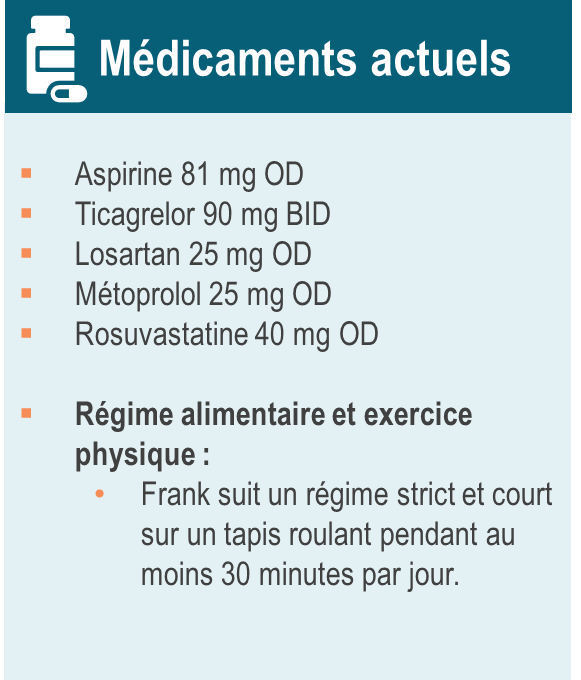 Médicaments actuels
Aspirine 81 mg OD
Ticagrelor 90 mg BID
Losartan 25 mg OD
Métoprolol 25 mg OD
Rosuvastatine 40 mg OD
Régime alimentaire et exercice
physique :
Frank suit un régime strict et court
sur un tapis roulant pendant au
moins 30 minutes par jour.